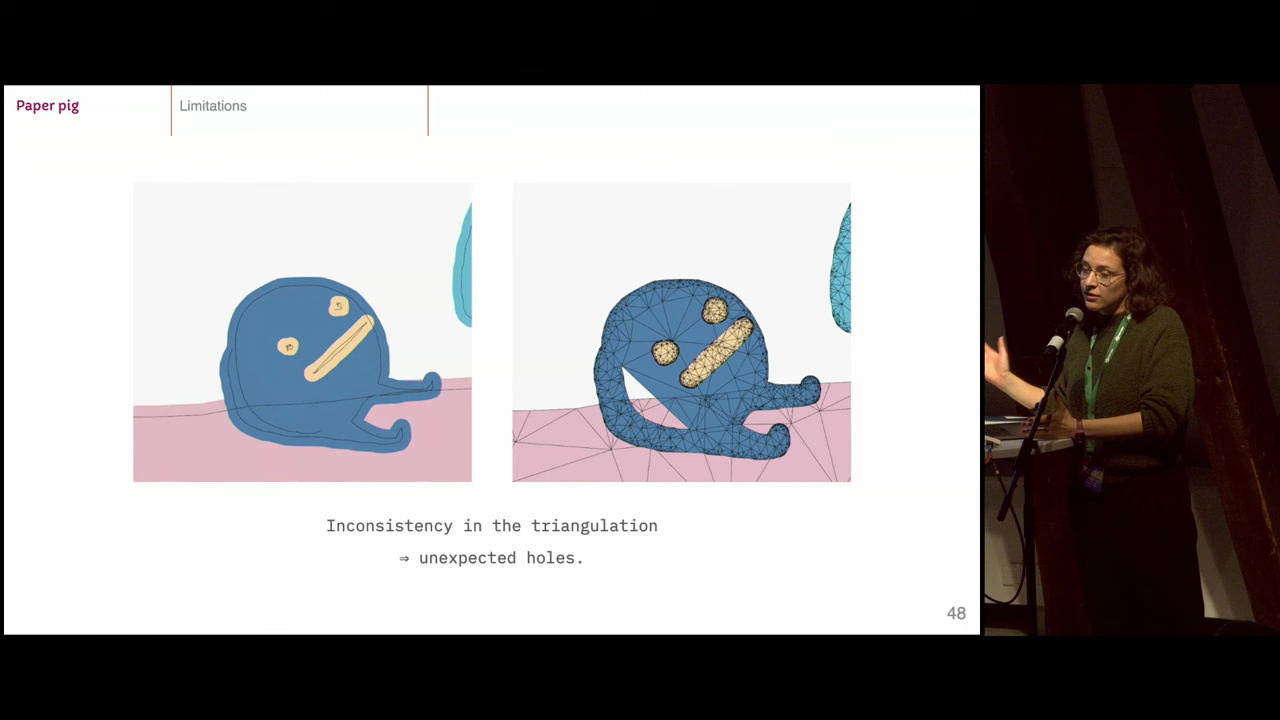 Paper pig
Limitations
Inconsistency in the triangulation
⇒ unexpected holes.
48